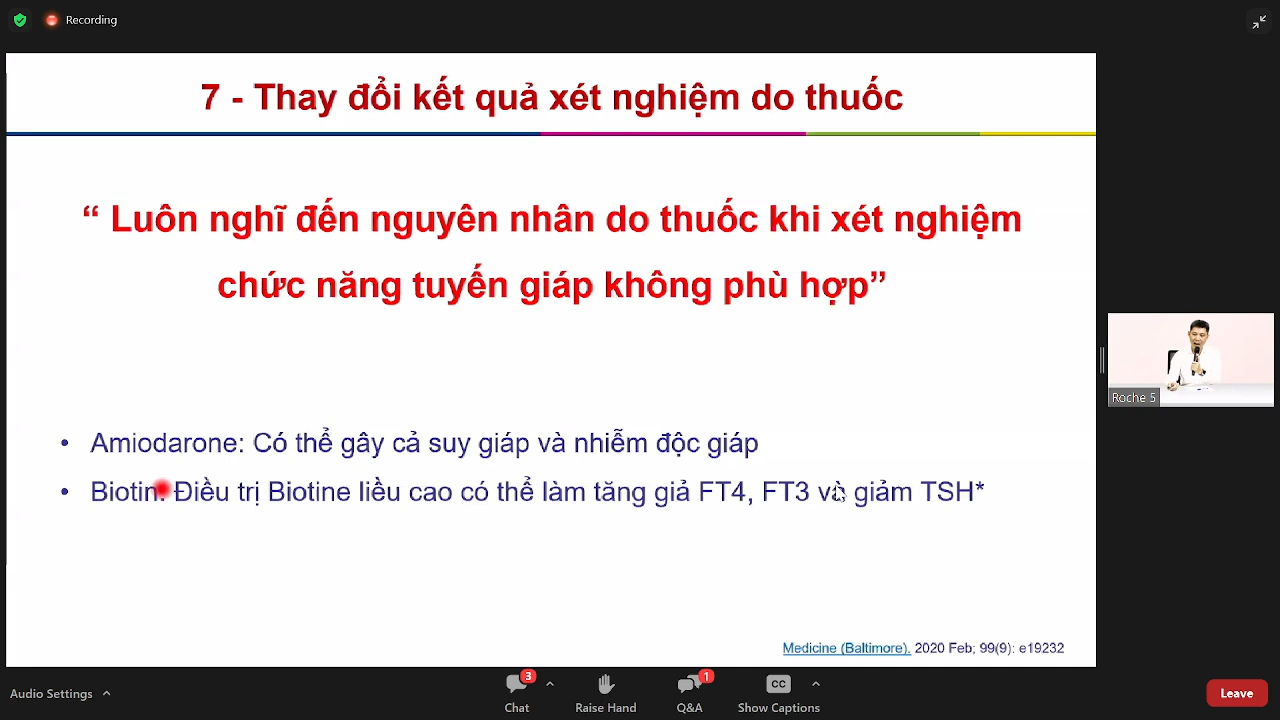 Recording
7 - Thay đổi kết quả xét nghiệm do thuốc
“ Luôn nghĩ đến nguyên nhân do thuốc khi xét nghiệm
chức năng tuyến giáp không phù hợp”
• Amiodarone: Có thể gây cả suy giáp và nhiễm độc giáp
• Biotin: Điều trị Biotine liều cao có thể làm tăng giả FT4, FT3 và giảm TSH*
Medicine (Baltimore). 2020 Feb; 99(9): e19232
Roche 5
Audio Settings
3
Chat
Raise Hand
1
Q&A
CC
Show Captions
Leave